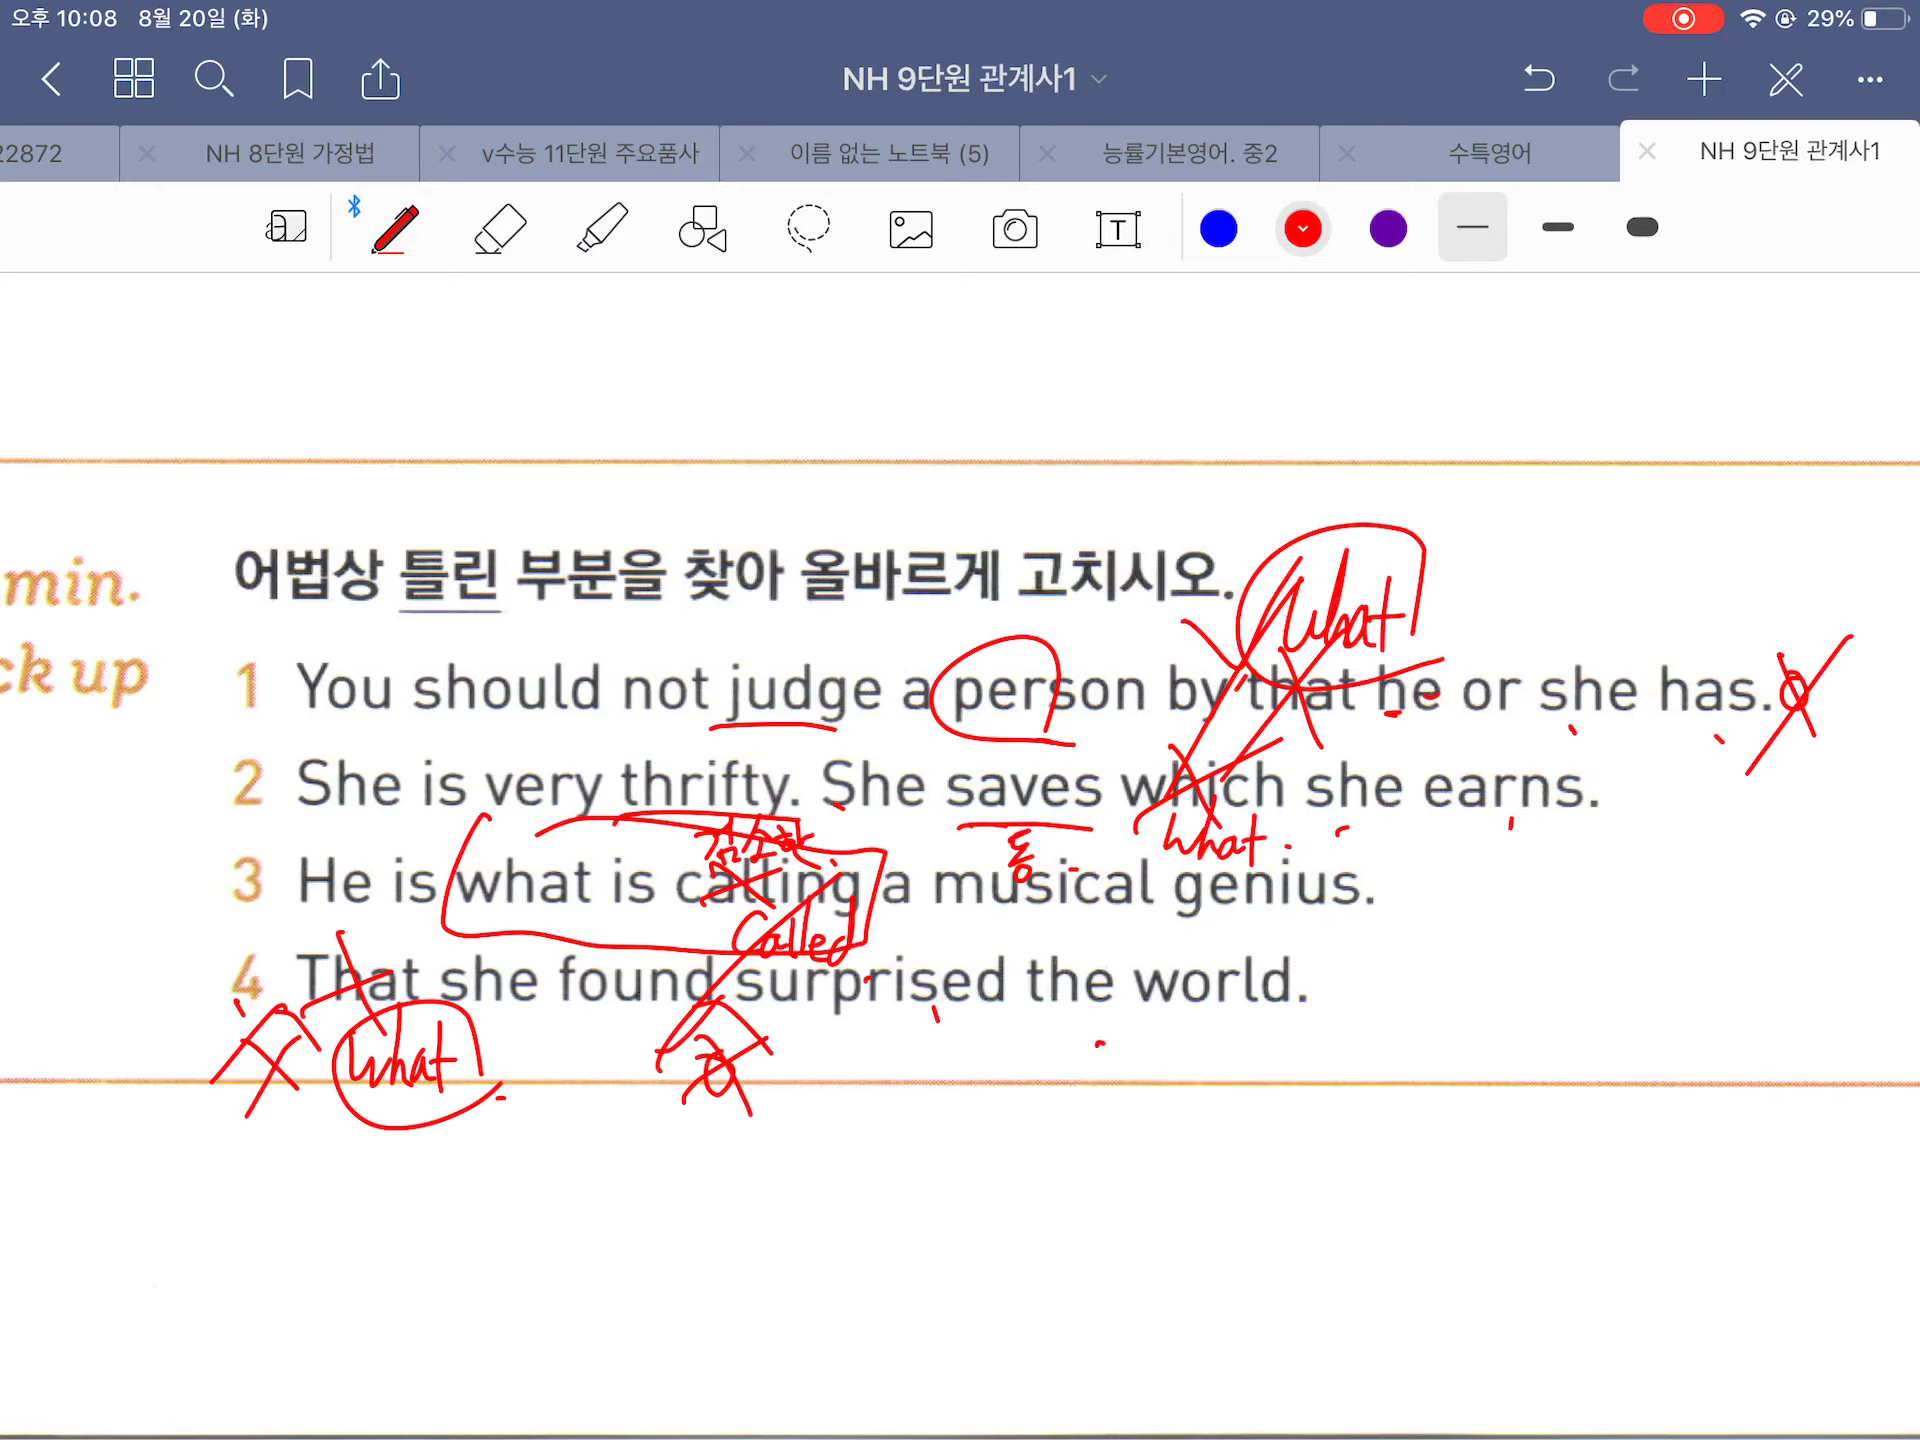 오후 10:08 8월 20일 (화) 29%
NH 9단원 관계사1
22872 NH 8단원 가정법 v수능 11단원 주요품사 이름 없는 노트북 (5) 능률기본영어. 중2 수특영어 NH 9단원 관계사1
T
min.
ck up
어법상 틀린 부분을 찾아 올바르게 고치시오.
What
1 You should not judge a person by that he or she has.
2 She is very thrifty. She saves which she earns.
동 what
3 He is what is calling a musical genius.
Called
4 That she found surprised the world.
What